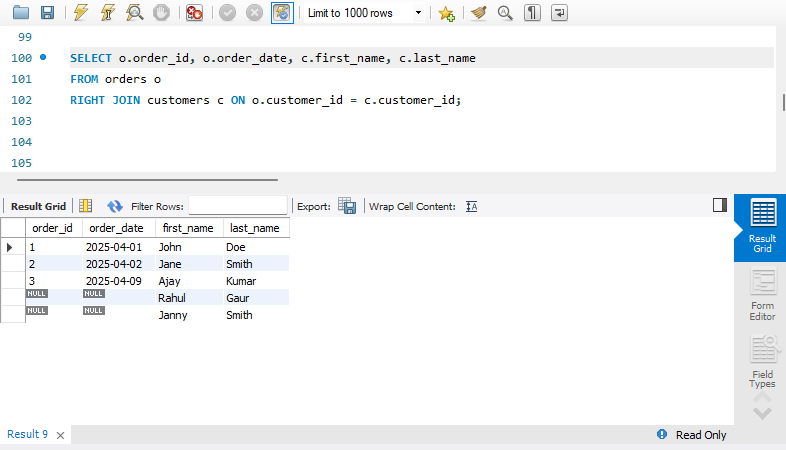 Limit to 1000 rows
99
100 SELECT o.order_id, o.order_date, c.first_name, c.last_name
101 FROM orders o
102 RIGHT JOIN customers c ON o.customer_id = c.customer_id;
103
104
105
Result Grid Filter Rows: Export: Wrap Cell Content: IA
order_id order_date first_name last_name
1 2025-04-01 John Doe
2 2025-04-02 Jane Smith
3 2025-04-09 Ajay Kumar
NULL NULL Rahul Gaur
NULL NULL Janny Smith
Result
Grid
Form
Editor
Field
Types
Result 9 Read Only